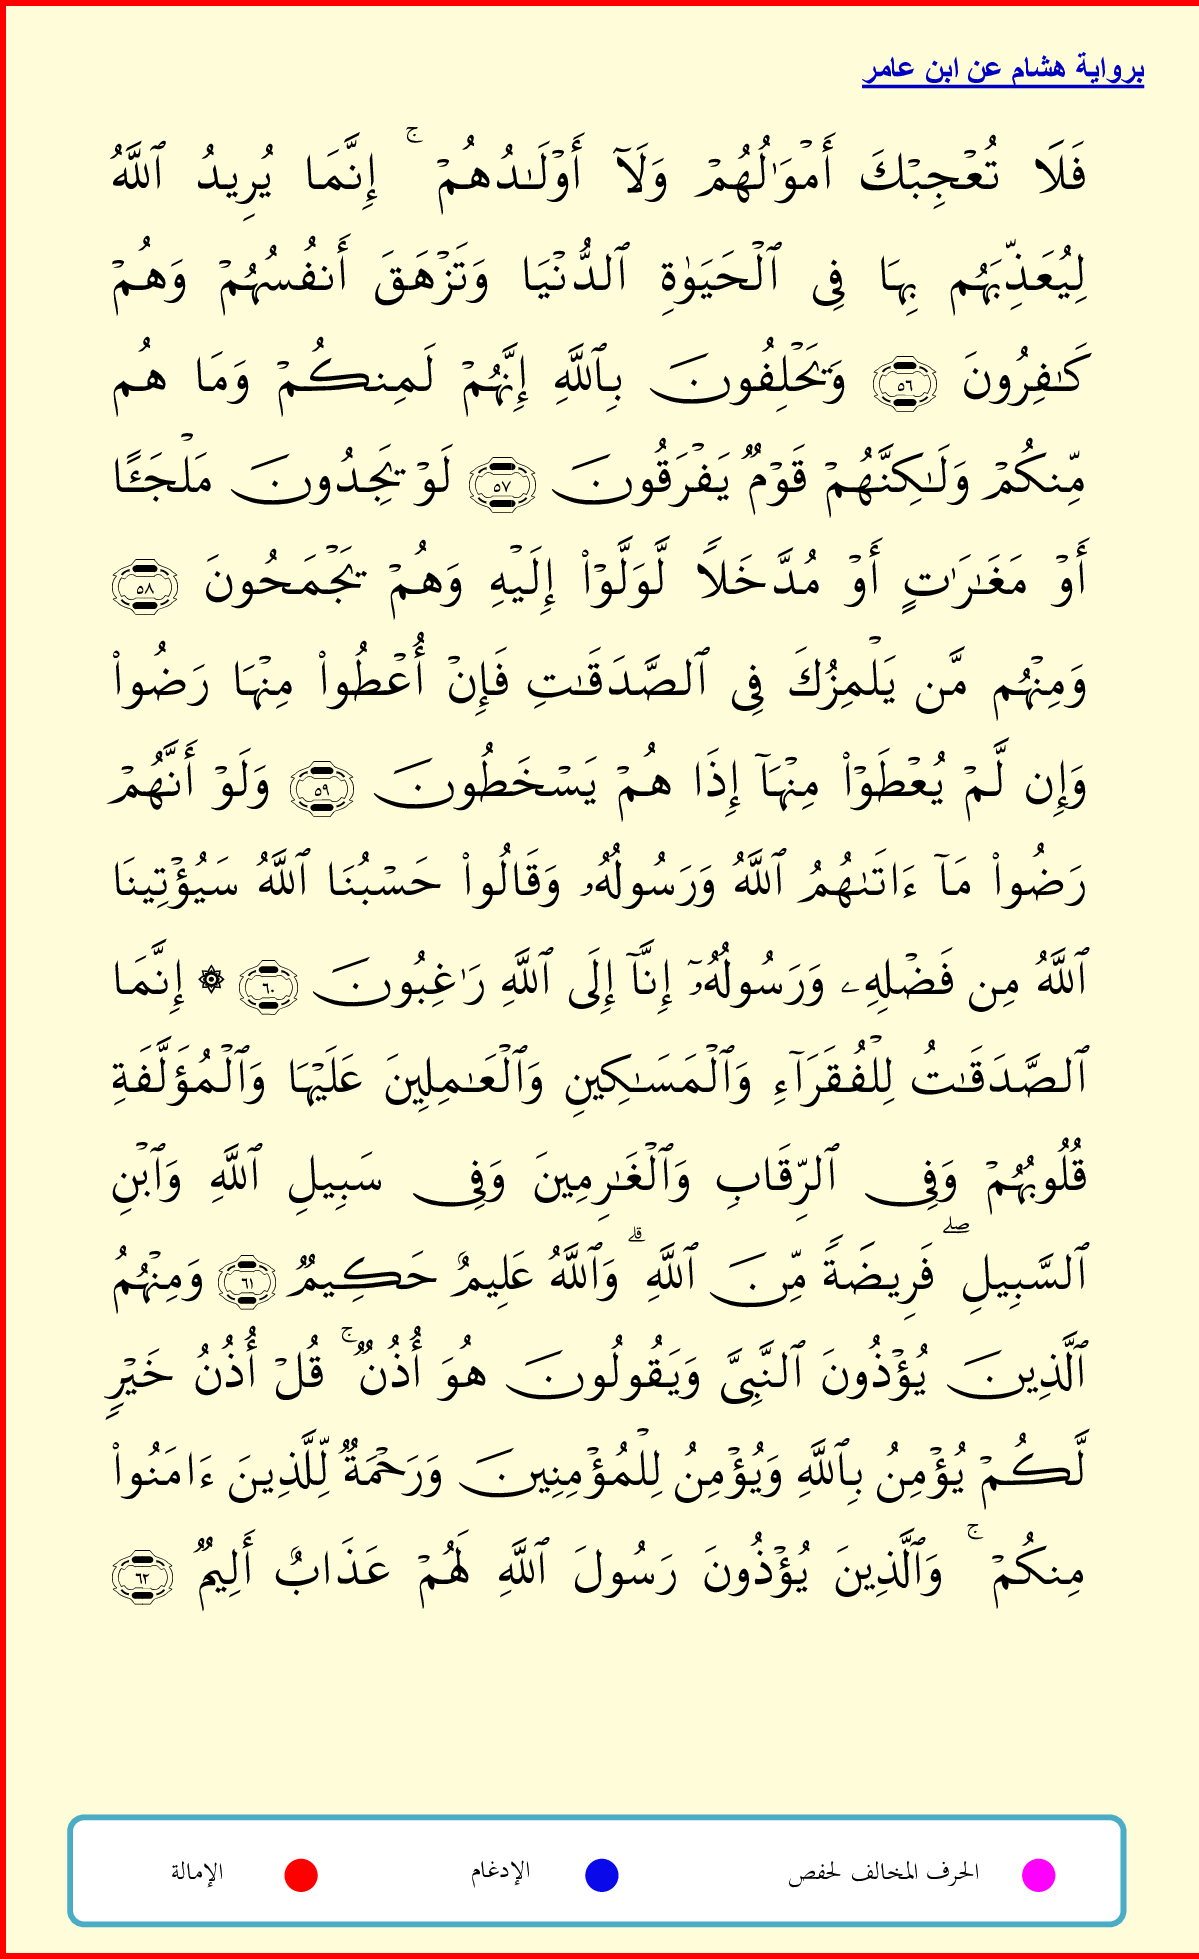 برواية هشام عن ابن عامر
فَلَا تُعۡجِبۡكَ أَمۡوَٰلُهُمۡ وَلَآ أَوۡلَٰدُهُمۡۚ إِنَّمَا يُرِيدُ ٱللَّهُ
لِيُعَذِّبَهُم بِهَا فِي ٱلۡحَيَوٰةِ ٱلدُّنۡيَا وَتَزۡهَقَ أَنفُسُهُمۡ وَهُمۡ
كَٰفِرُونَ ٥٦ وَيَحۡلِفُونَ بِٱللَّهِ إِنَّهُمۡ لَمِنكُمۡ وَمَا هُم
مِّنكُمۡ وَلَٰكِنَّهُمۡ قَوۡمٞ يَفۡرَقُونَ ٥٧ لَوۡ يَجِدُونَ مَلۡجَـًٔا
أَوۡ مَغَٰرَٰتٍ أَوۡ مُدَّخَلٗا لَّوَلَّوۡاْ إِلَيۡهِ وَهُمۡ يَجۡمَحُونَ ٥٨
وَمِنۡهُم مَّن يَلۡمِزُكَ فِي ٱلصَّدَقَٰتِ فَإِنۡ أُعۡطُواْ مِنۡهَا رَضُواْ
وَإِن لَّمۡ يُعۡطَوۡاْ مِنۡهَآ إِذَا هُمۡ يَسۡخَطُونَ ٥٩ وَلَوۡ أَنَّهُمۡ
رَضُواْ مَآ ءَاتَىٰهُمُ ٱللَّهُ وَرَسُولُهُۥ وَقَالُواْ حَسۡبُنَا ٱللَّهُ سَيُؤۡتِينَا
ٱللَّهُ مِن فَضۡلِهِۦ وَرَسُولُهُۥٓ إِنَّآ إِلَى ٱللَّهِ رَٰغِبُونَ ٦٠ ۞ إِنَّمَا
ٱلصَّدَقَٰتُ لِلۡفُقَرَآءِ وَٱلۡمَسَٰكِينِ وَٱلۡعَٰمِلِينَ عَلَيۡهَا وَٱلۡمُؤَلَّفَةِ
قُلُوبُهُمۡ وَفِي ٱلرِّقَابِ وَٱلۡغَٰرِمِينَ وَفِي سَبِيلِ ٱللَّهِ وَٱبۡنِ
ٱلسَّبِيلِۖ فَرِيضَةٗ مِّنَ ٱللَّهِۗ وَٱللَّهُ عَلِيمٌ حَكِيمٞ ٦١ وَمِنۡهُمُ
ٱلَّذِينَ يُؤۡذُونَ ٱلنَّبِيَّ وَيَقُولُونَ هُوَ أُذُنٞۚ قُلۡ أُذُنُ خَيۡرٖ
لَّكُمۡ يُؤۡمِنُ بِٱللَّهِ وَيُؤۡمِنُ لِلۡمُؤۡمِنِينَ وَرَحۡمَةٞ لِّلَّذِينَ ءَامَنُواْ
مِنكُمۡۚ وَٱلَّذِينَ يُؤۡذُونَ رَسُولَ ٱللَّهِ لَهُمۡ عَذَابٌ أَلِيمٞ ٦٢
الحرف المخالف لحفص الإدغام الإمالة